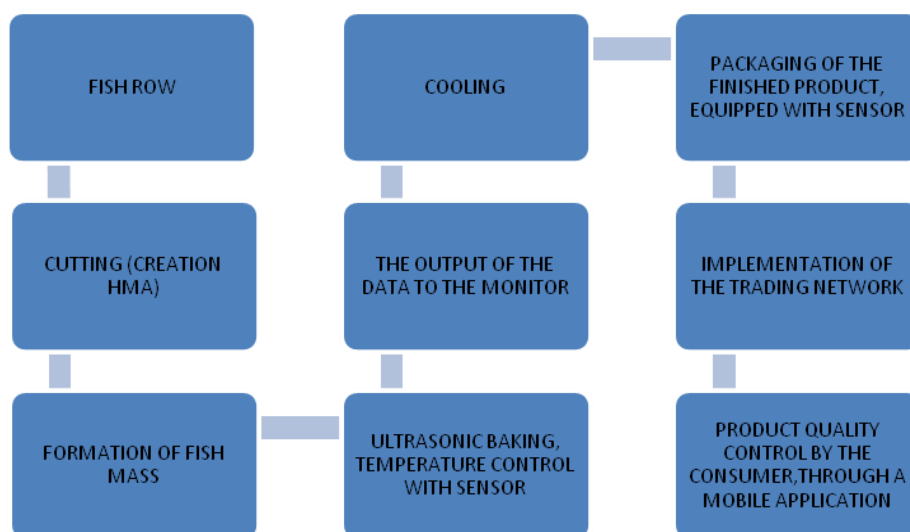 FISH ROW
CUTTING (CREATION
HMA)
FORMATION OF FISH
MASS
ULTRASONIC BAKING,
TEMPERATURE CONTROL
WITH SENSOR
THE OUTPUT OF THE
DATA TO THE MONITOR
COOLING
PACKAGING OF THE
FINISHED PRODUCT,
EQUIPPED WITH SENSOR
IMPLEMENTATION OF
THE TRADING NETWORK
PRODUCT QUALITY
CONTROL BY THE
CONSUMER,THROUGH A
MOBILE APPLICATION